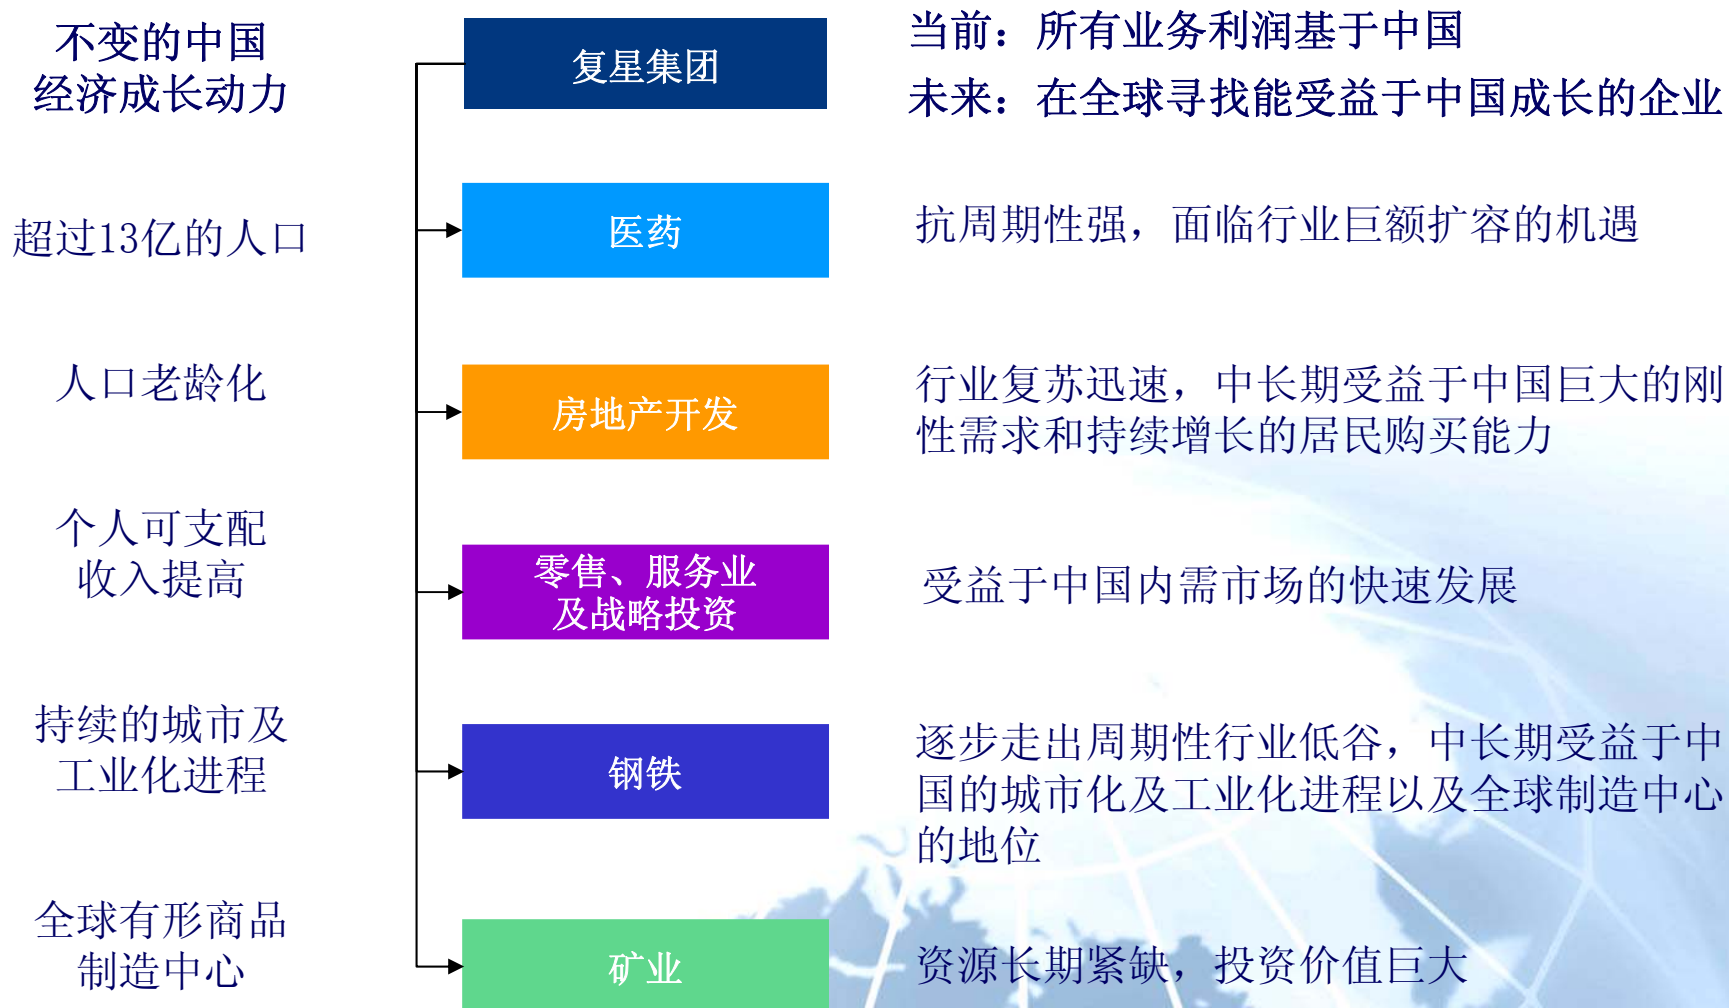 不变的中国
经济成长动力
复星集团
当前：所有业务利润基于中国
未来：在全球寻找能受益于中国成长的企业
超过13亿的人口
医药
抗周期性强，面临行业巨额扩容的机遇
人口老龄化
房地产开发
行业复苏迅速，中长期受益于中国巨大的刚
性需求和持续增长的居民购买能力
个人可支配
收入提高
零售、服务业
及战略投资
受益于中国内需市场的快速发展
持续的城市及
工业化进程
钢铁
逐步走出周期性行业低谷，中长期受益于中
国的城市化及工业化进程以及全球制造中心
的地位
全球有形商品
制造中心
矿业
资源长期紧缺，投资价值巨大